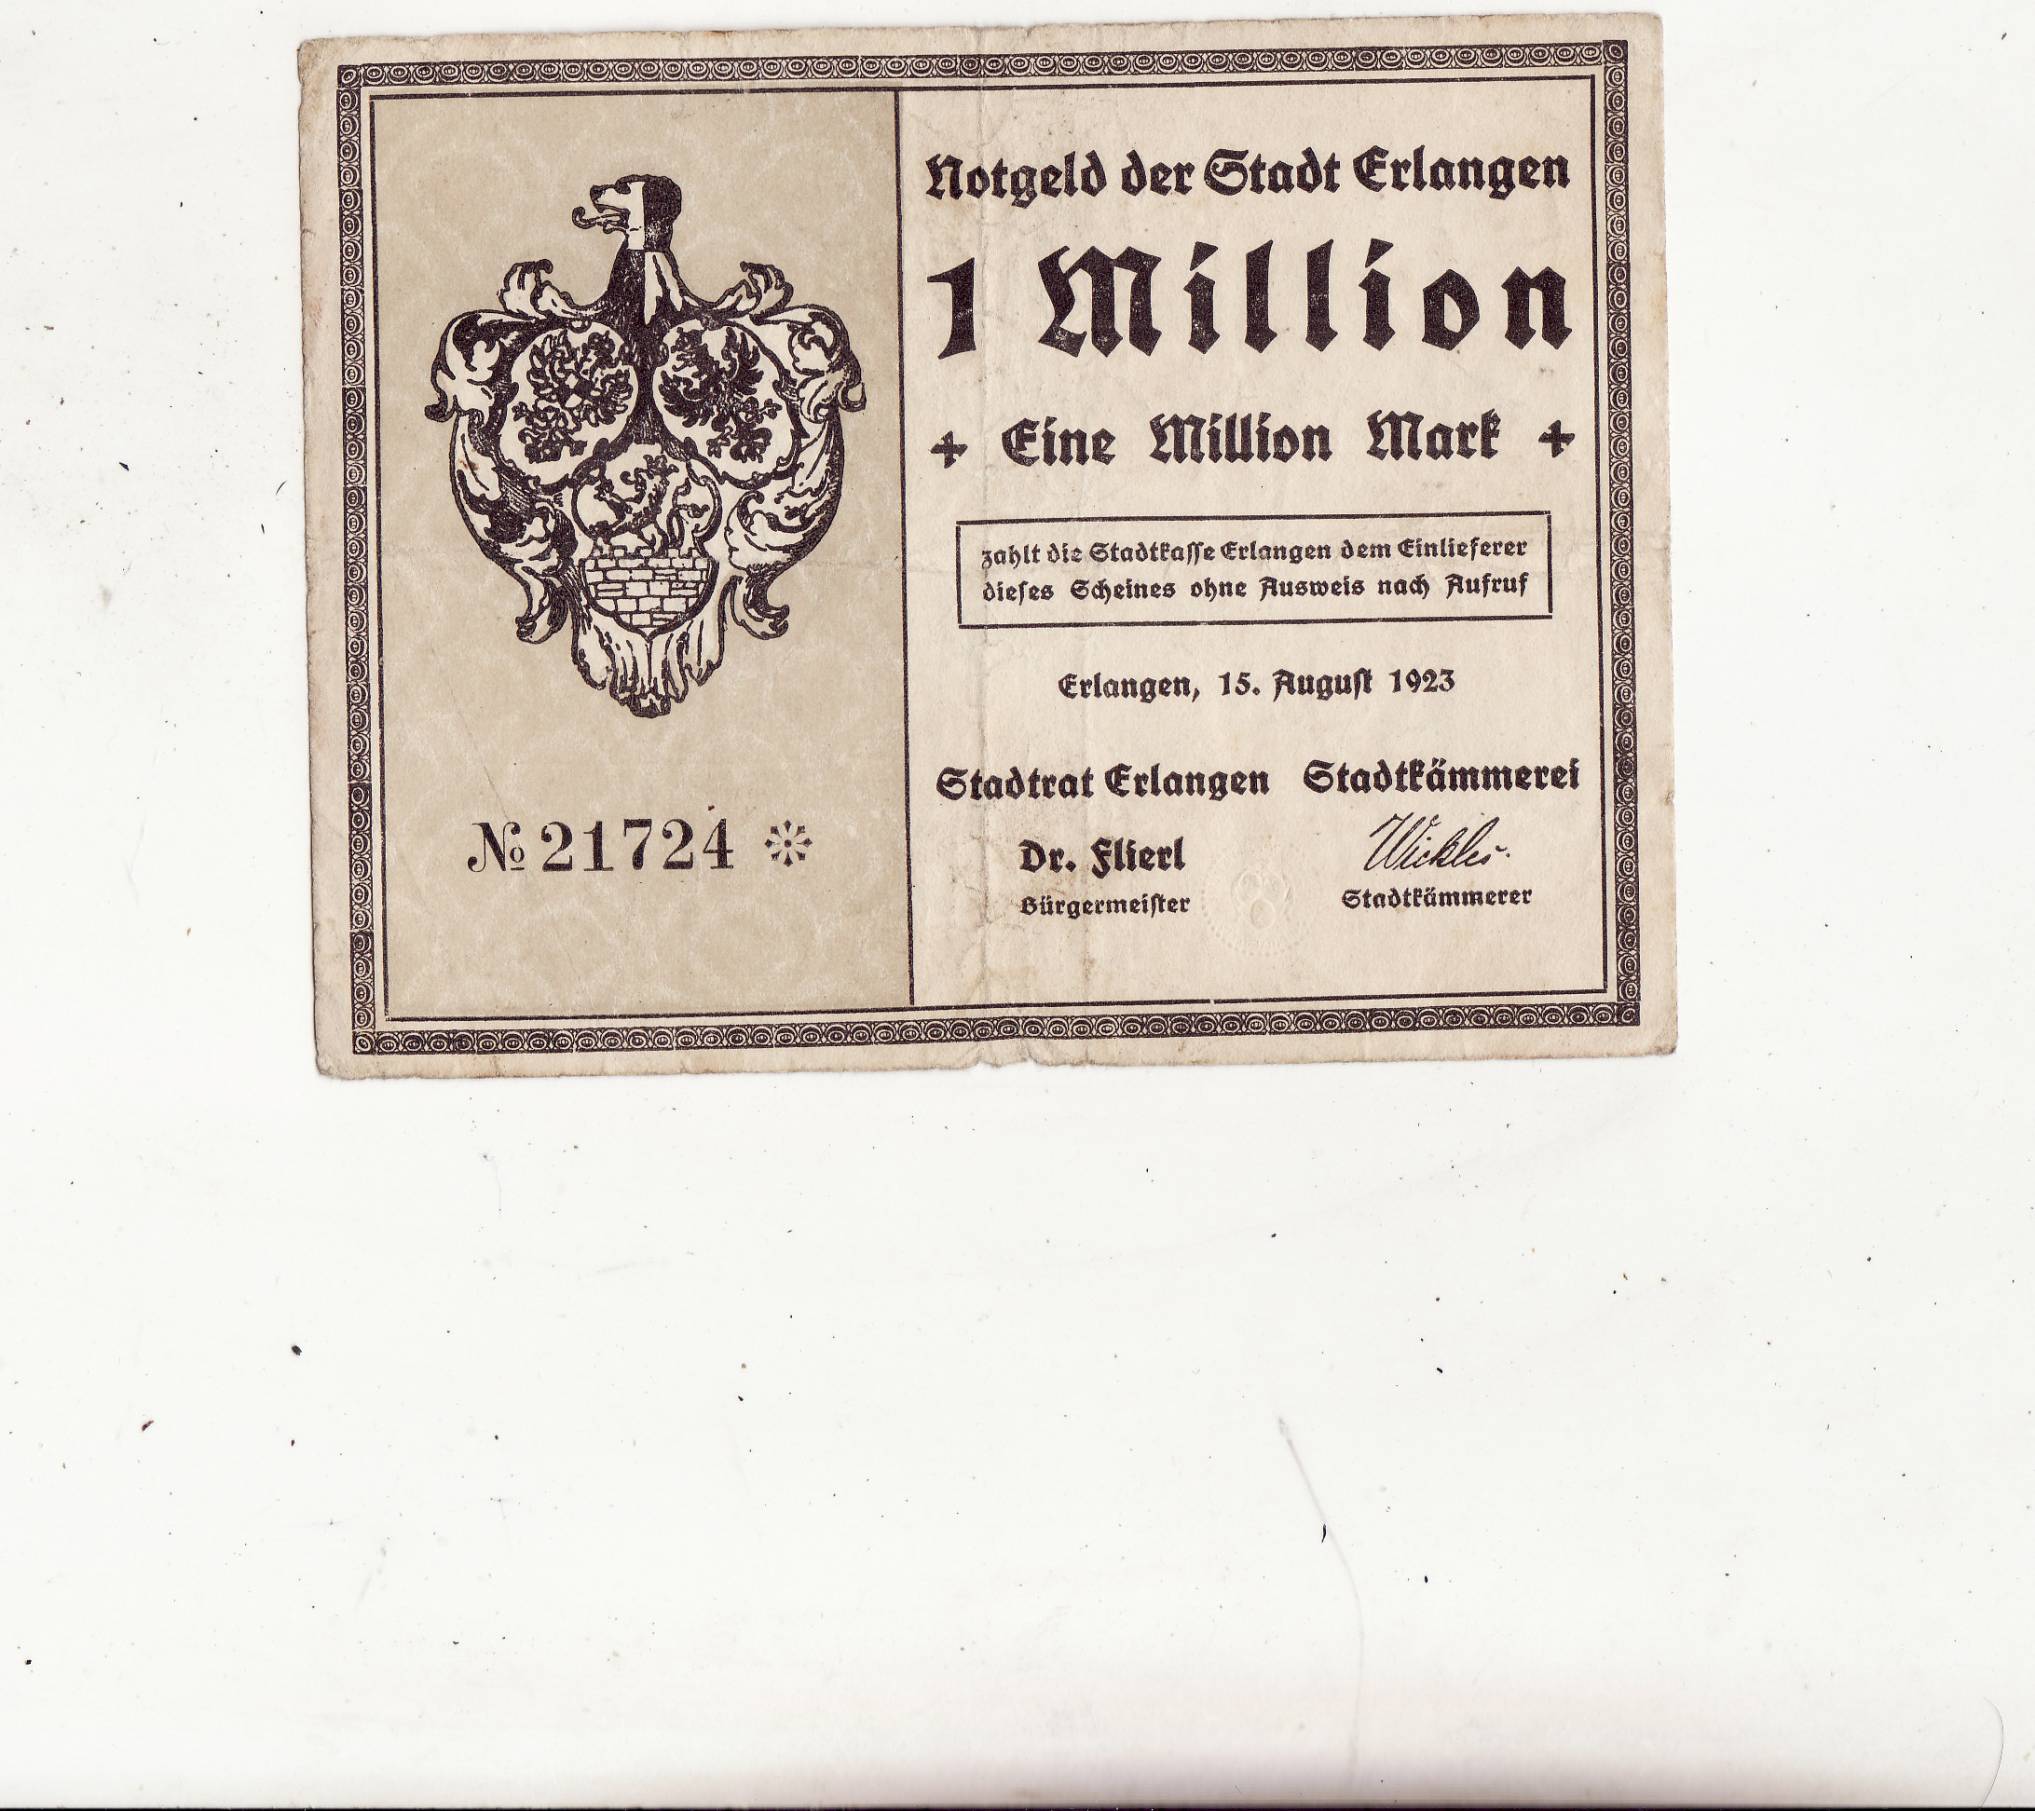 Notgeld der Stadt Erlangen
1 Million
+ Eine Million Mark +
zahlt die Stadtkasse Erlangen dem Einlieferer
dieses Scheines ohne Ausweis nach Aufruf
Erlangen, 15. August 1923
Stadtrat Erlangen Stadtkämmerei
Dr. Flierl
Bürgermeister Stadtkämmerer
№ 21724 *